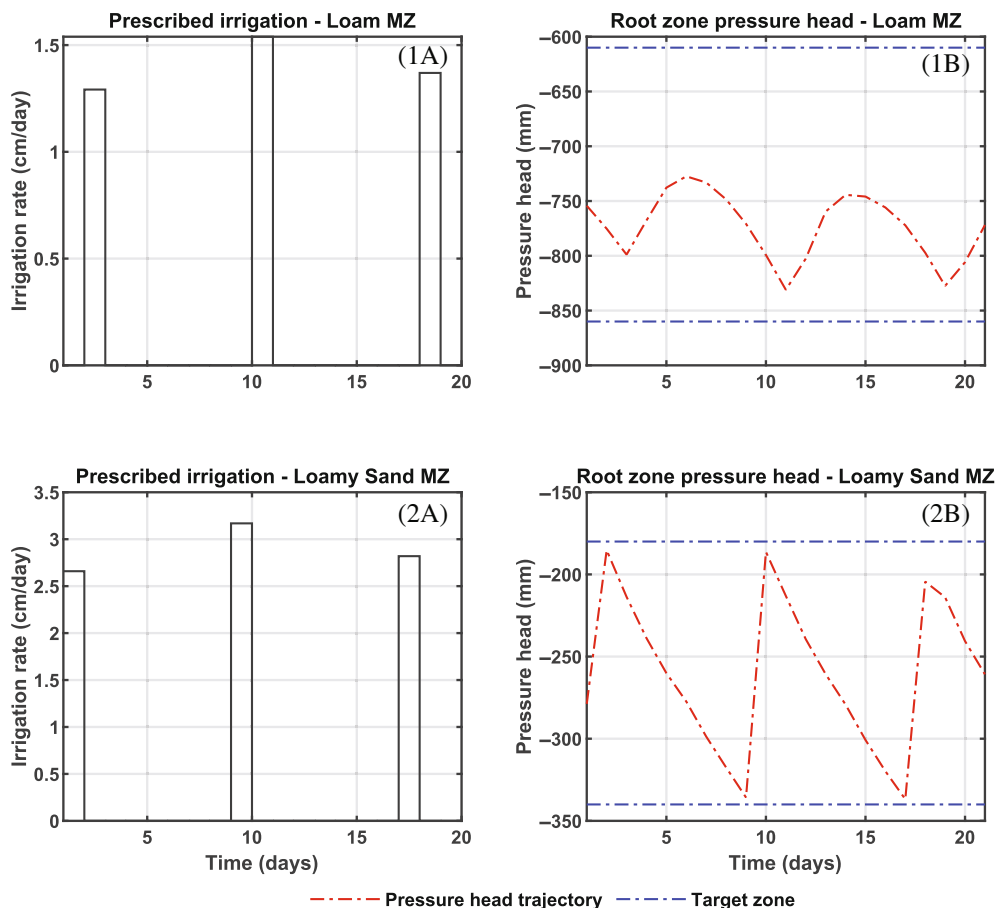 Prescribed irrigation - Loam MZ
(1A)
Irrigation rate (cm/day)
1.5
1
0.5
0
5
10
15
20
Root zone pressure head - Loam MZ
(1B)
Pressure head (mm)
−600
−650
−700
−750
−800
−850
−900
5
10
15
20
Prescribed irrigation - Loamy Sand MZ
(2A)
Irrigation rate (cm/day)
3.5
3
2.5
2
1.5
1
0.5
0
5
10
15
20
Time (days)
Root zone pressure head - Loamy Sand MZ
(2B)
Pressure head (mm)
−150
−200
−250
−300
−350
5
10
15
20
Time (days)
Pressure head trajectory
Target zone